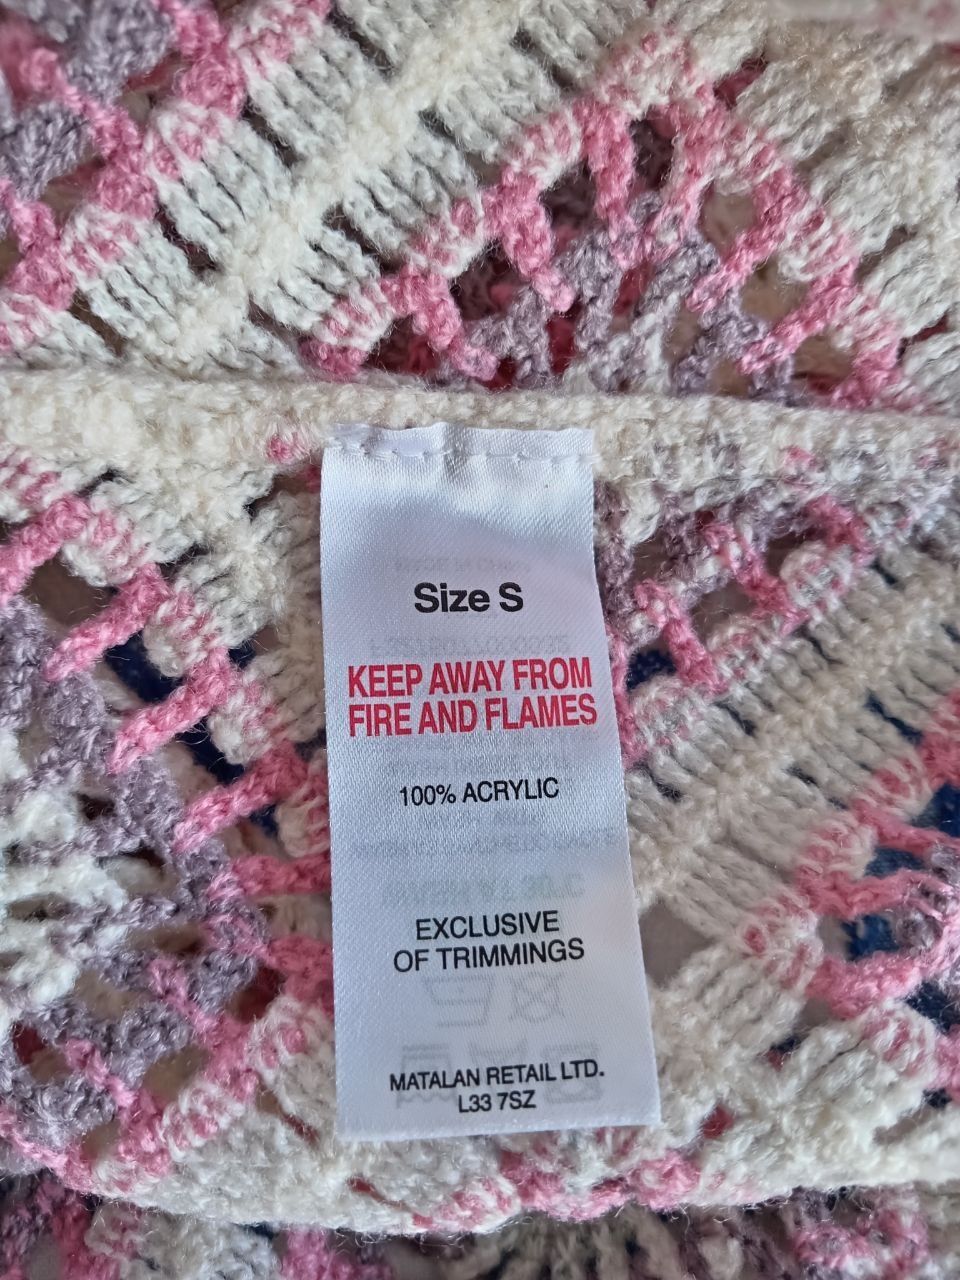 Size S
KEEP AWAY FROM
FIRE AND FLAMES
100% ACRYLIC
EXCLUSIVE
OF TRIMMINGS
MATALAN RETAIL LTD.
L33 7SZ